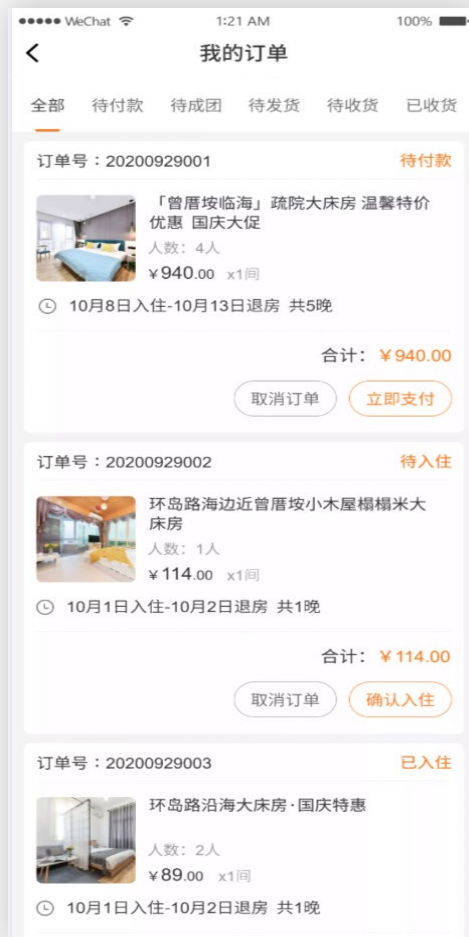 WeChat 1:21 AM 100%
我的订单
全部 待付款 待成团 待发货 待收货 已收货
订单号：20200929001 待付款
「曾厝垵临海」疏院大床房 温馨特价
优惠 国庆大促
人数：4人
¥940.00 x1间
10月8日入住-10月13日退房 共5晚
合计：¥940.00
取消订单 立即支付
订单号：20200929002 待入住
环岛路海边近曾厝垵小木屋榻榻米大
床房
人数：1人
¥114.00 x1间
10月1日入住-10月2日退房 共1晚
合计：¥114.00
取消订单 确认入住
订单号：20200929003 已入住
环岛路沿海大床房·国庆特惠
人数：2人
¥89.00 x1间
10月1日入住-10月2日退房 共1晚